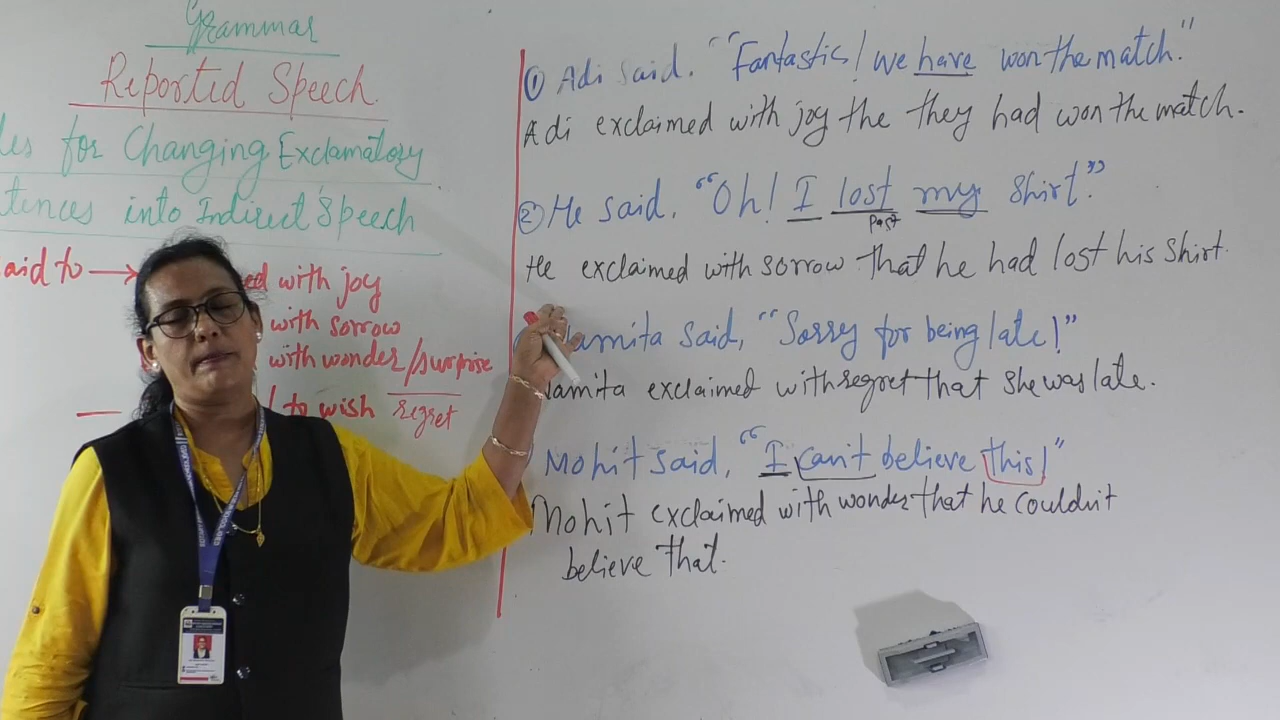 Grammar
Reported Speech
les for Changing Exclamatory
tences into Indirect Speech
aid to → ed with joy
with sorrow
with wonder/surprise
— to wish regret
① Adi said. "Fantastic! we have won the match."
Adi exclaimed with joy the they had won the match.
② He said. "Oh! I lost my shirt."
Past
He exclaimed with sorrow that he had lost his shirt.
amita said, "Sorry for being late!"
Namita exclaimed with regret that she was late.
Mohit said, "I can't believe this!"
Mohit exclaimed with wonder that he couldn't
believe that.